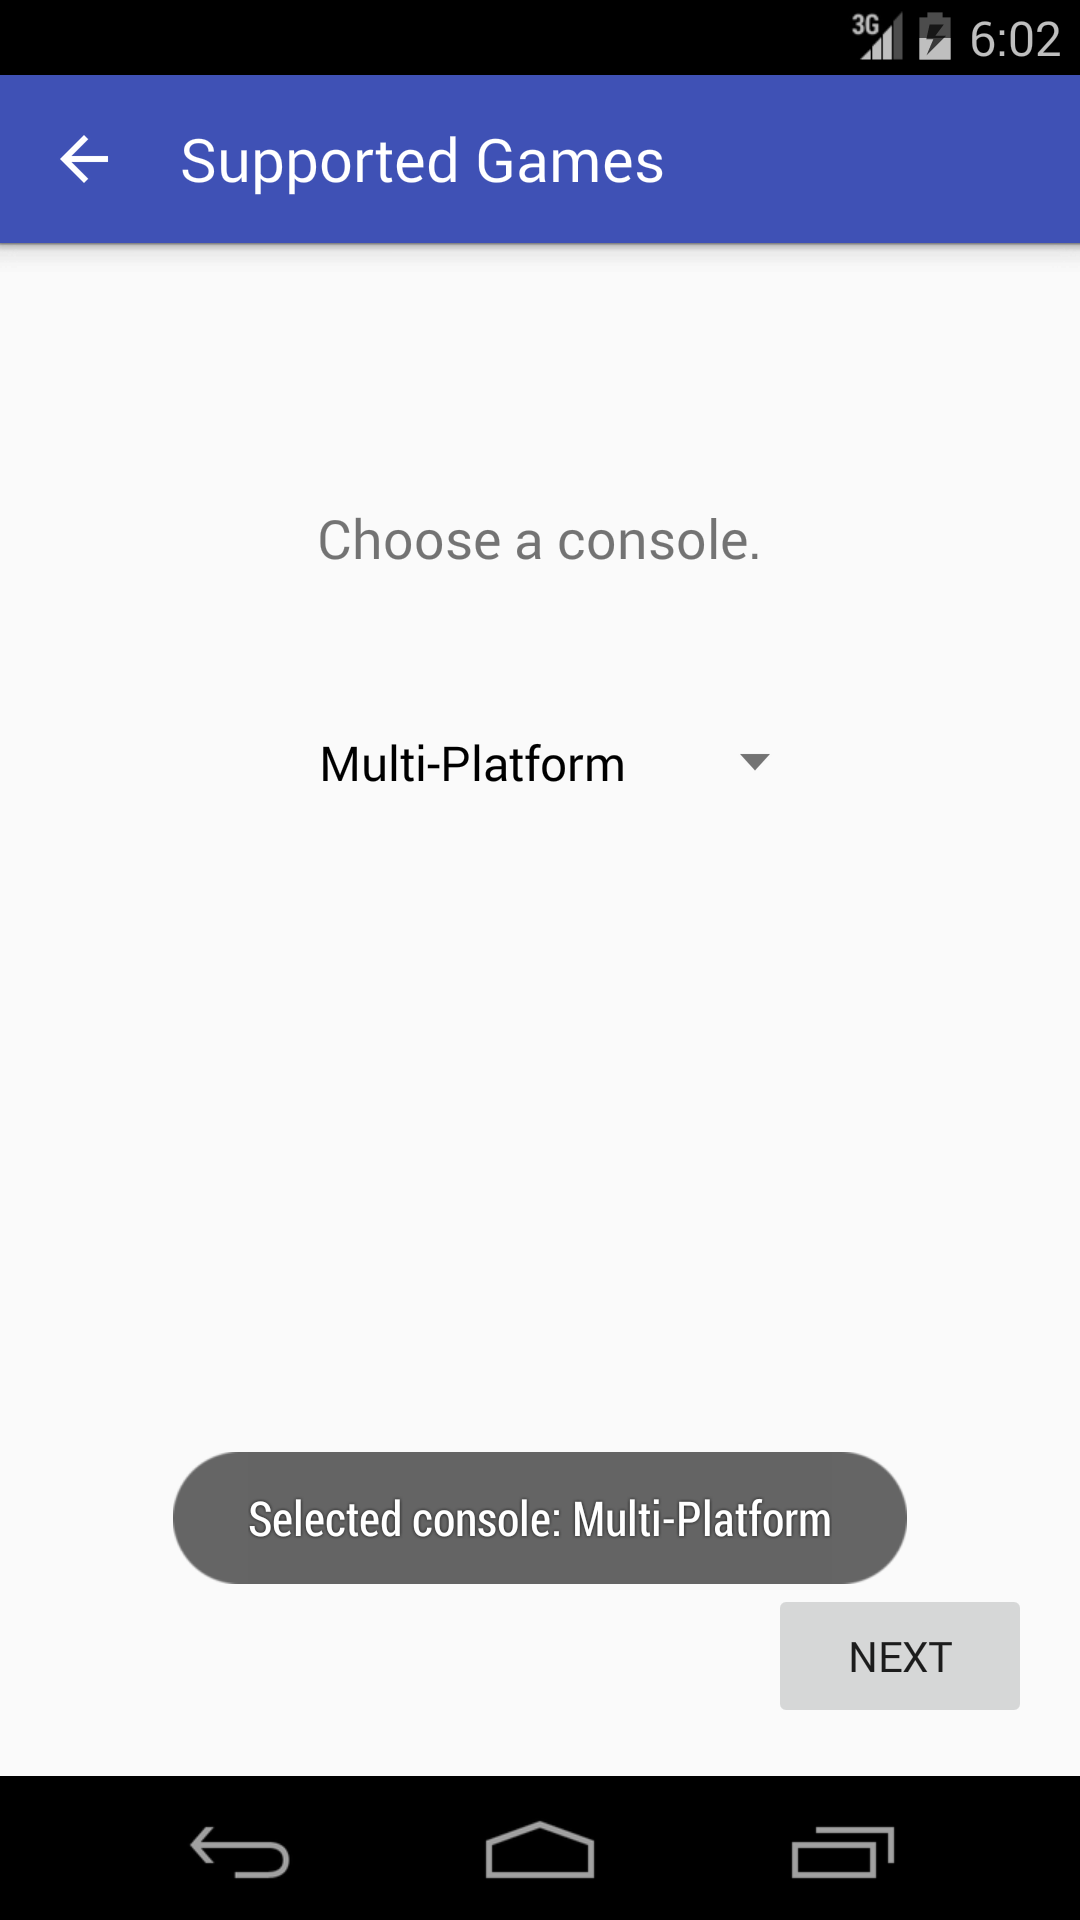 3G 6:02
Supported Games
Choose a console.
Multi-Platform
Selected console: Multi-Platform
NEXT